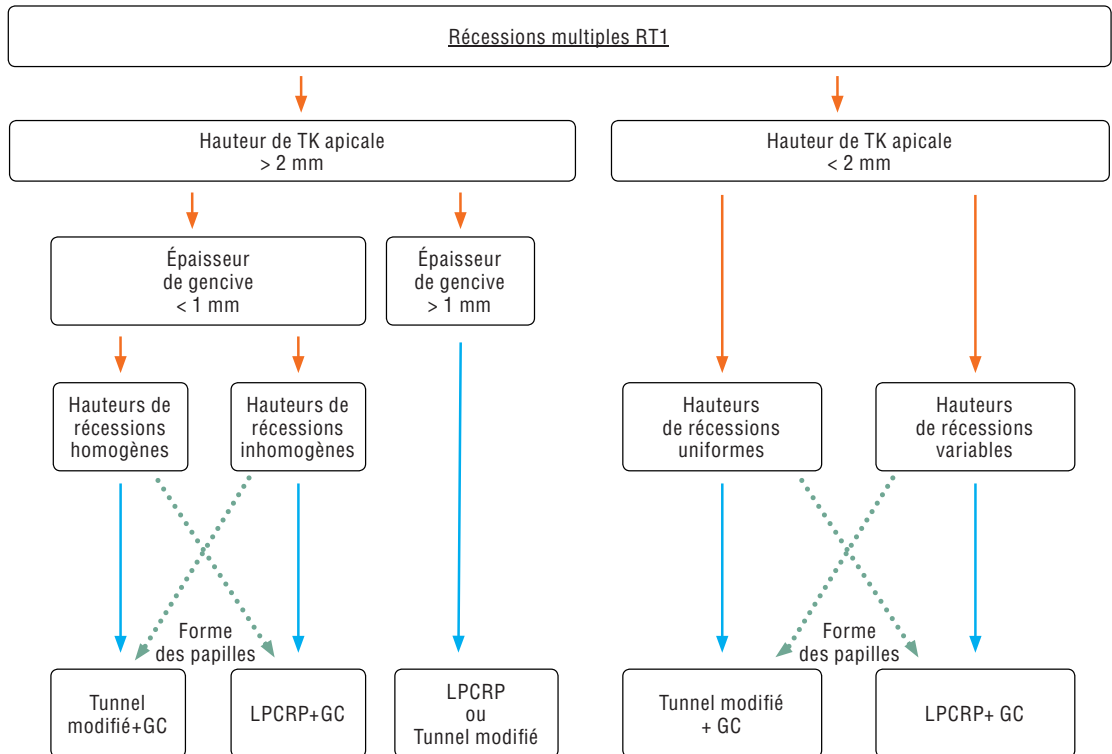 Récessions multiples RT1
Hauteur de TK apicale
> 2 mm
Hauteur de TK apicale
< 2 mm
Épaisseur
de gencive
< 1 mm
Épaisseur
de gencive
> 1 mm
Hauteurs de
récessions
homogènes
Hauteurs de
récessions
inhomogènes
Hauteurs
de récessions
uniformes
Hauteurs
de récessions
variables
Forme
des papilles
Forme
des papilles
Tunnel
modifié+GC
LPCRP+GC
LPCRP
ou
Tunnel modifié
Tunnel modifié
+ GC
LPCRP+ GC